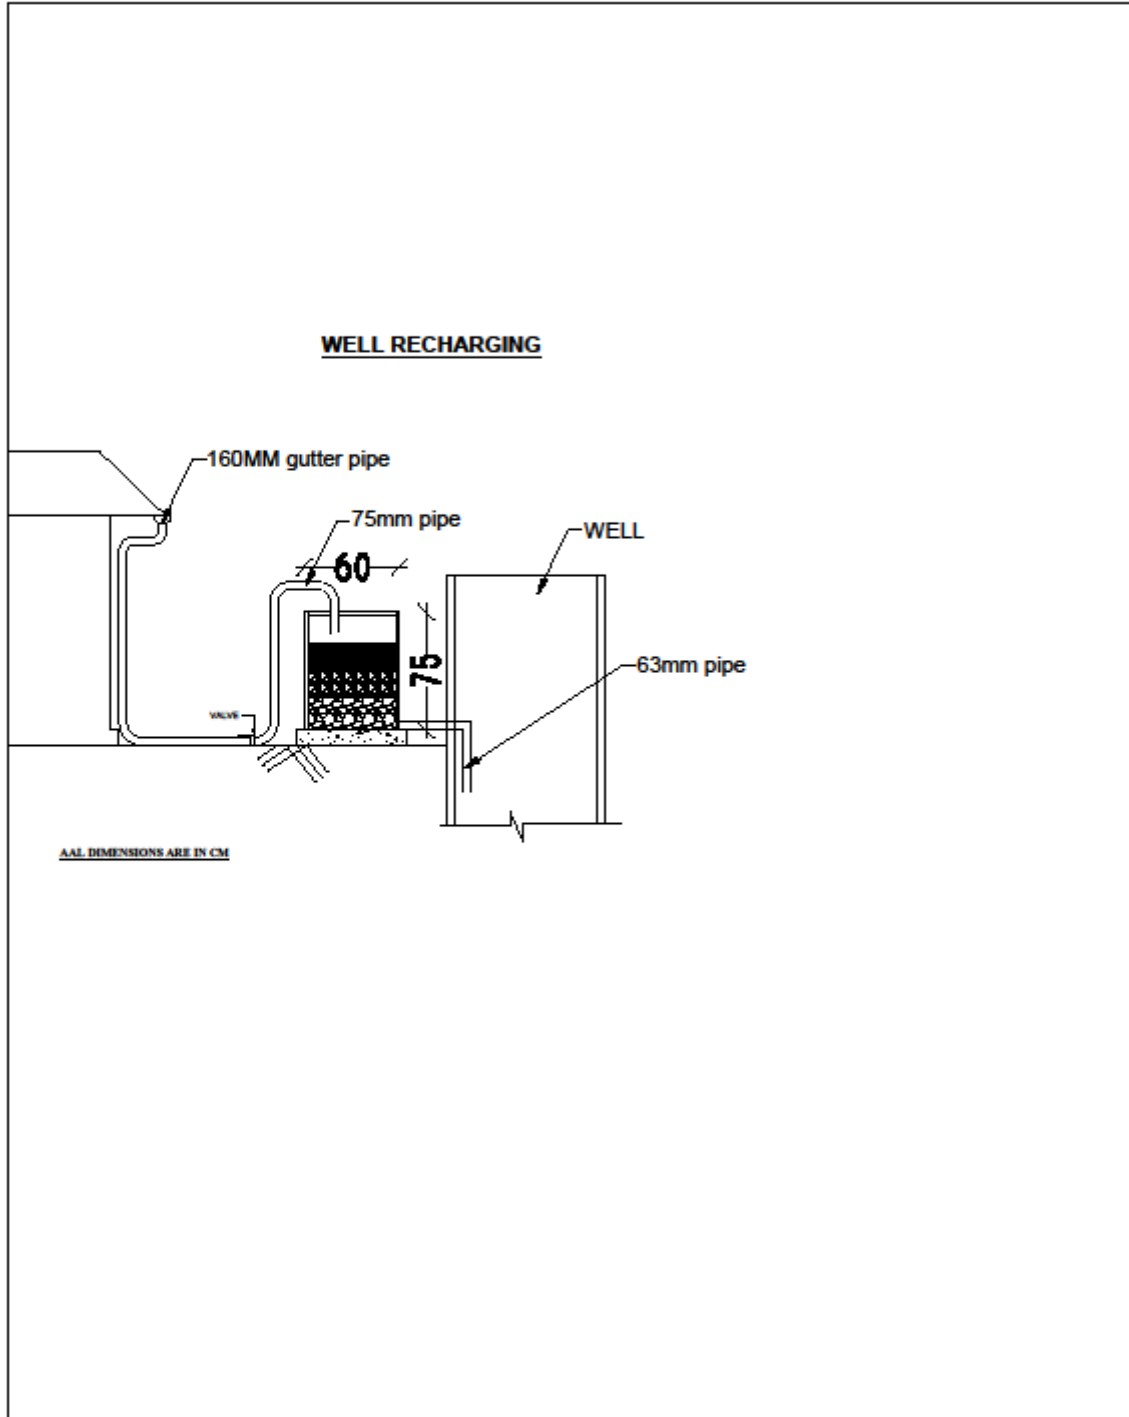 WELL RECHARGING
160MM gutter pipe
75mm pipe
WELL
60
75
63mm pipe
VALVE
AAL DIMENSIONS ARE IN CM